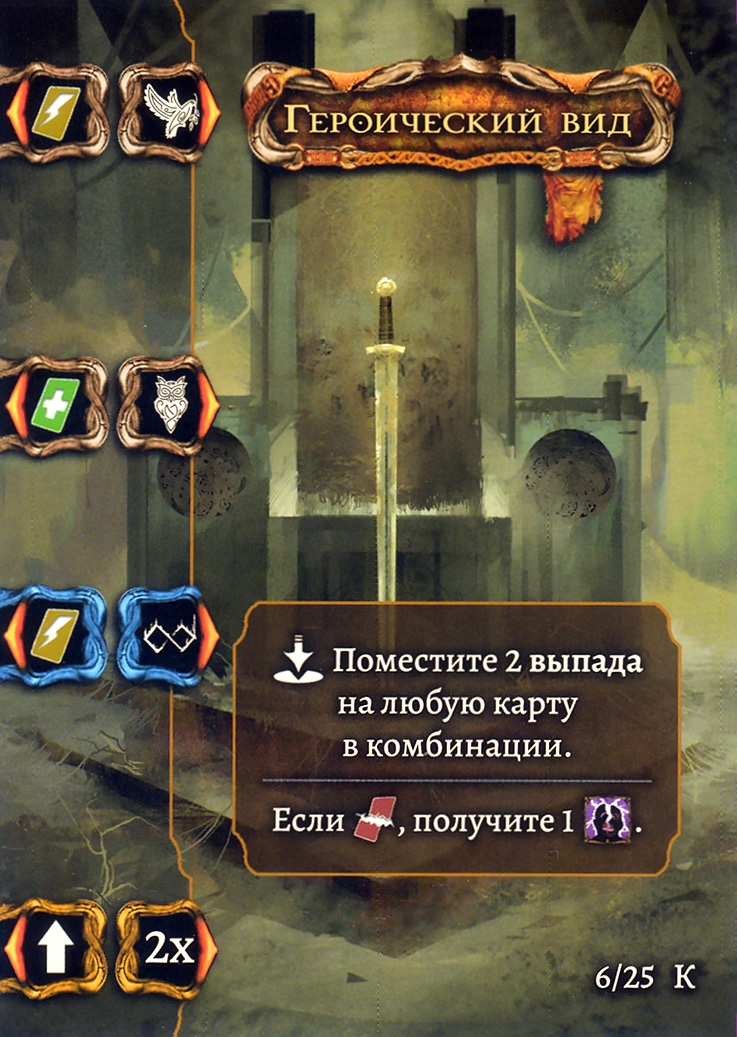 Героический вид
Поместите 2 выпада
на любую карту
в комбинации.
Если , получите 1 .
2x
6/25 К